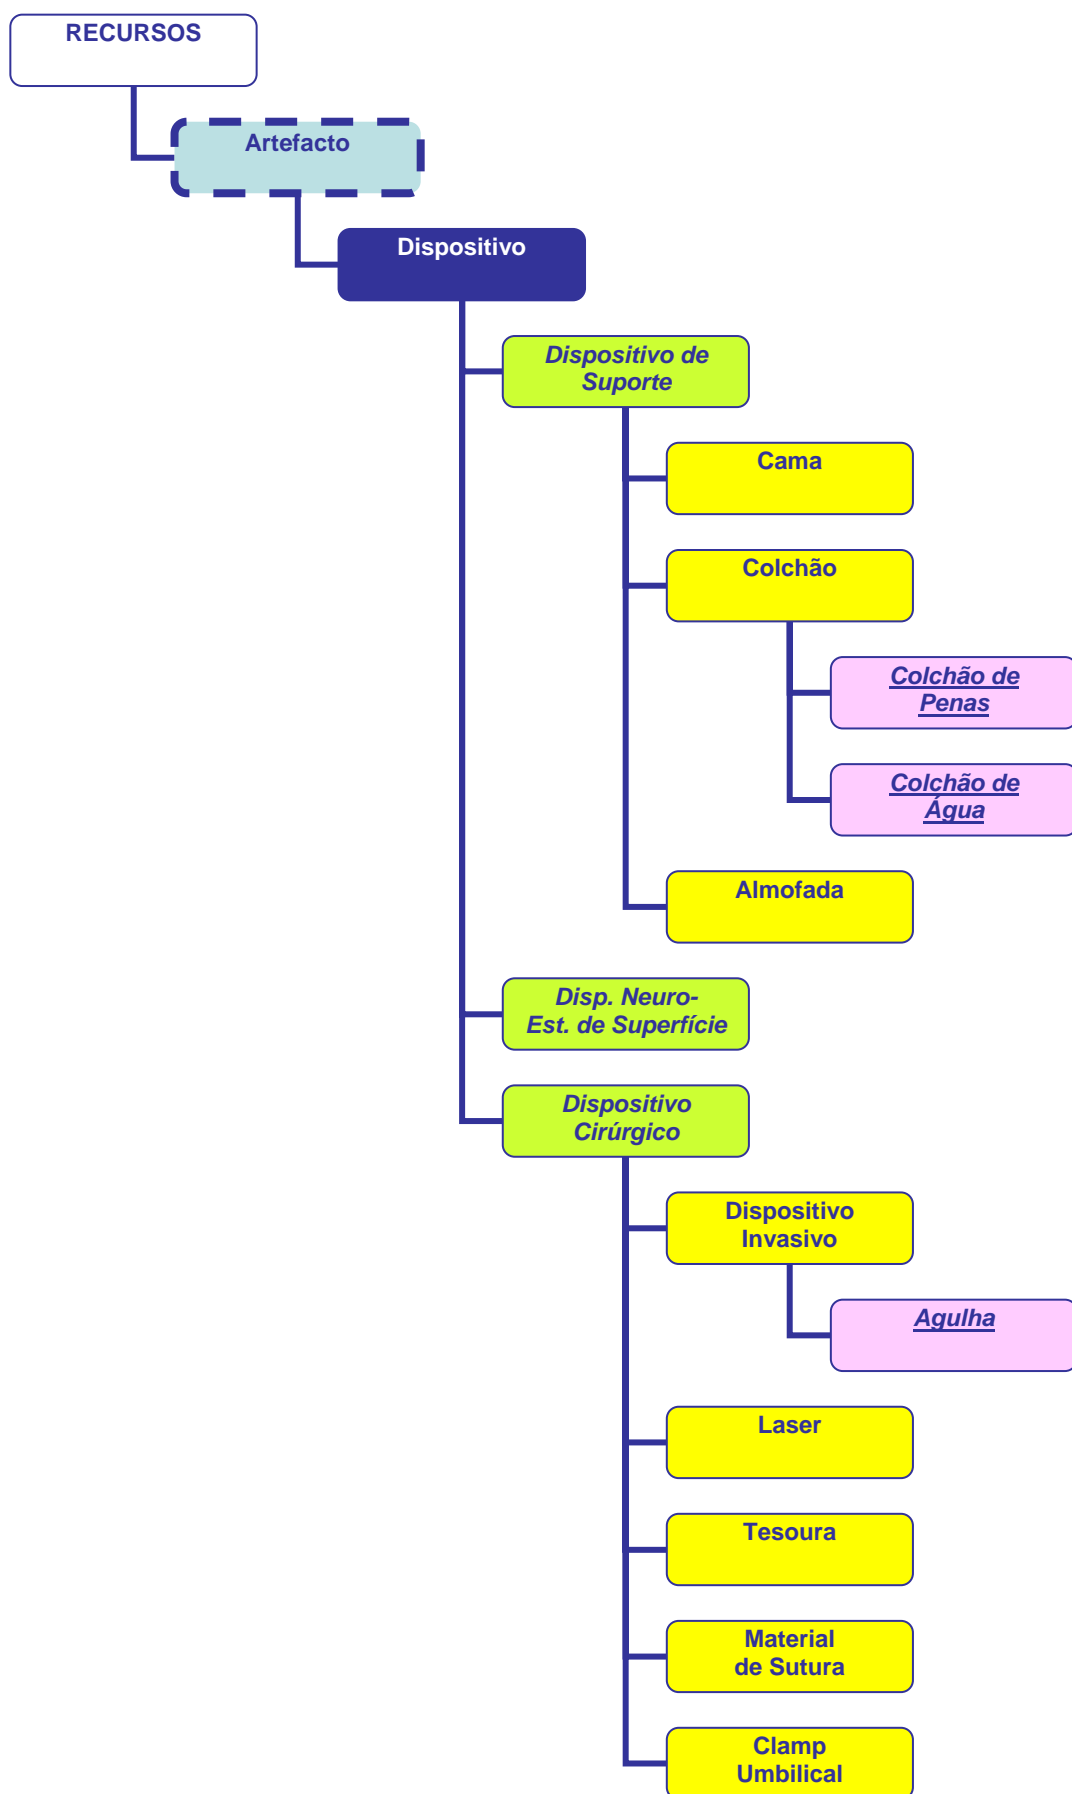 RECURSOS
Artefacto
Dispositivo
Dispositivo de
Suporte
Cama
Colchão
Colchão de
Penas
Colchão de
Água
Almofada
Disp. Neuro-
Est. de Superfície
Dispositivo
Cirúrgico
Dispositivo
Invasivo
Agulha
Laser
Tesoura
Material
de Sutura
Clamp
Umbilical